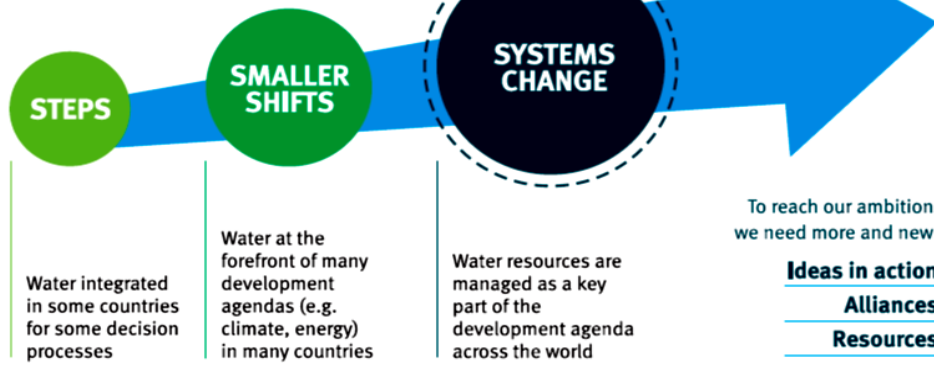 STEPS
SMALLER
SHIFTS
SYSTEMS
CHANGE
Water integrated
in some countries
for some decision
processes
Water at the
forefront of many
development
agendas (e.g.
climate, energy)
in many countries
Water resources are
managed as a key
part of the
development agenda
across the world
To reach our ambition
we need more and new
Ideas in action
Alliances
Resources